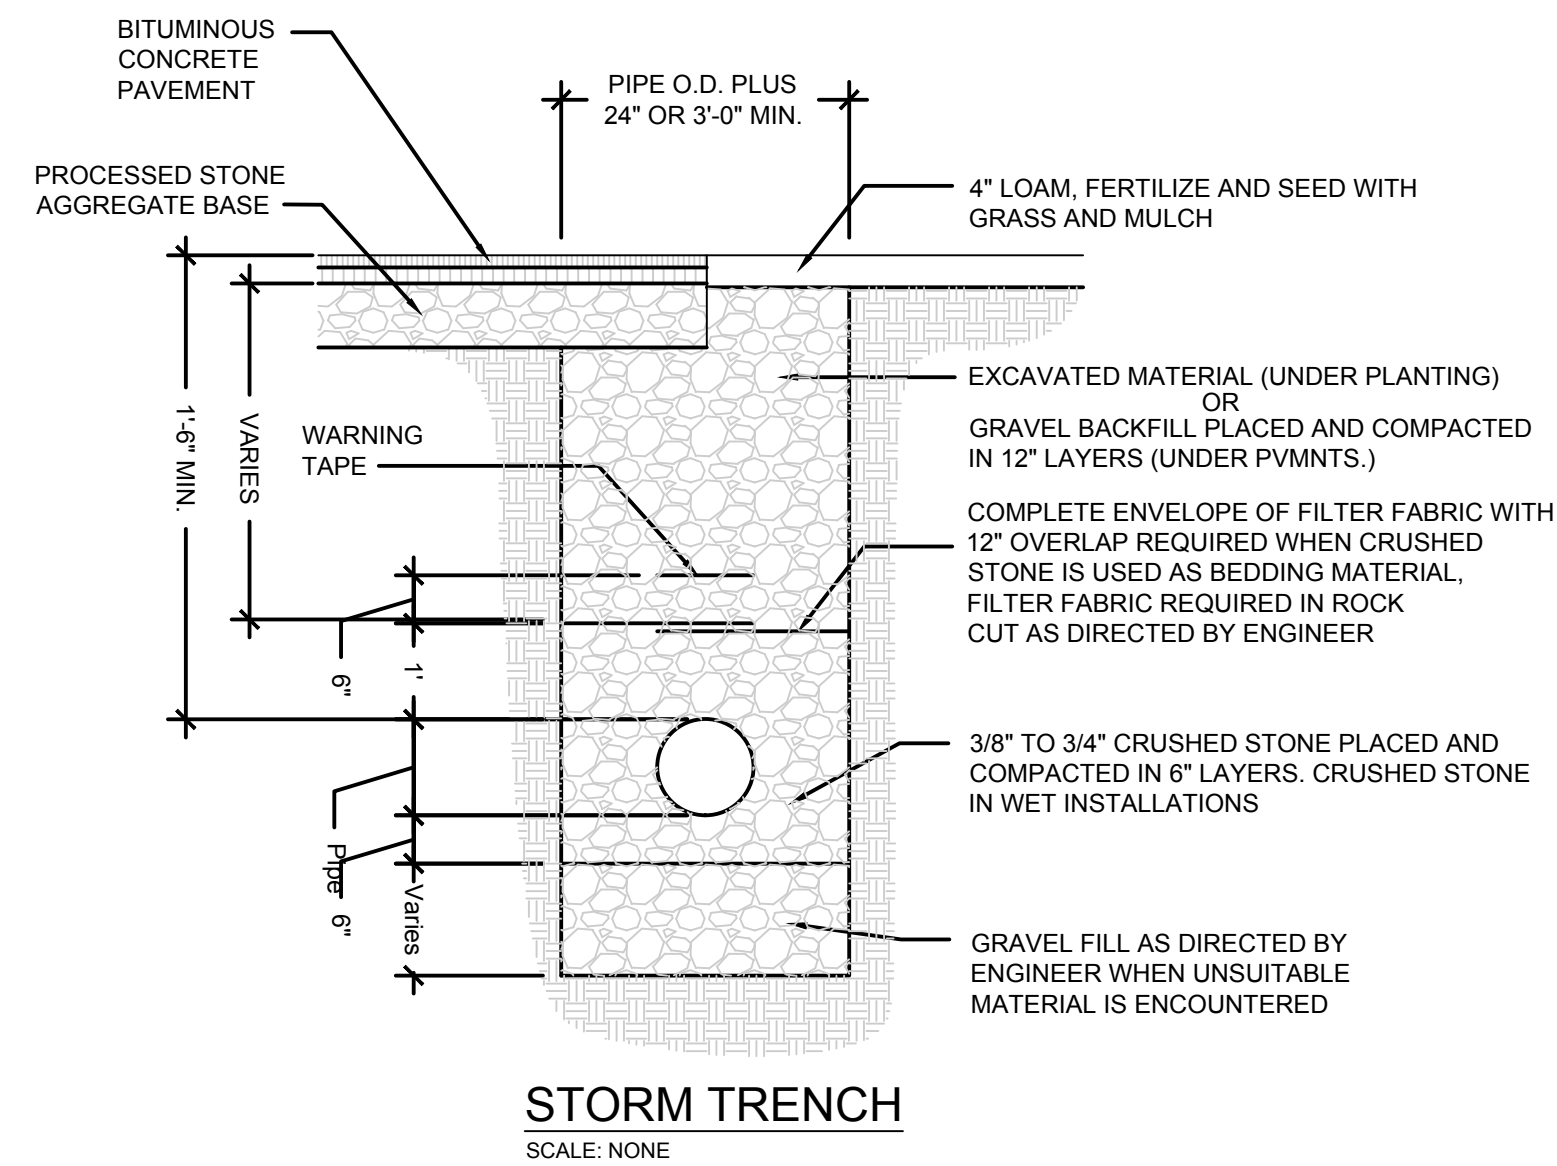 BITUMINOUS
CONCRETE
PAVEMENT
PIPE O.D. PLUS
24" OR 3'-0" MIN.
PROCESSED STONE
AGGREGATE BASE
4" LOAM, FERTILIZE AND SEED WITH
GRASS AND MULCH
1'-6" MIN.
VARIES
WARNING
TAPE
EXCAVATED MATERIAL (UNDER PLANTING)
OR
GRAVEL BACKFILL PLACED AND COMPACTED
IN 12" LAYERS (UNDER PVMNTS.)
COMPLETE ENVELOPE OF FILTER FABRIC WITH
12" OVERLAP REQUIRED WHEN CRUSHED
STONE IS USED AS BEDDING MATERIAL,
FILTER FABRIC REQUIRED IN ROCK
CUT AS DIRECTED BY ENGINEER
6"
1'
3/8" TO 3/4" CRUSHED STONE PLACED AND
COMPACTED IN 6" LAYERS. CRUSHED STONE
IN WET INSTALLATIONS
Pipe
6"
Varies
GRAVEL FILL AS DIRECTED BY
ENGINEER WHEN UNSUITABLE
MATERIAL IS ENCOUNTERED
STORM TRENCH
SCALE: NONE